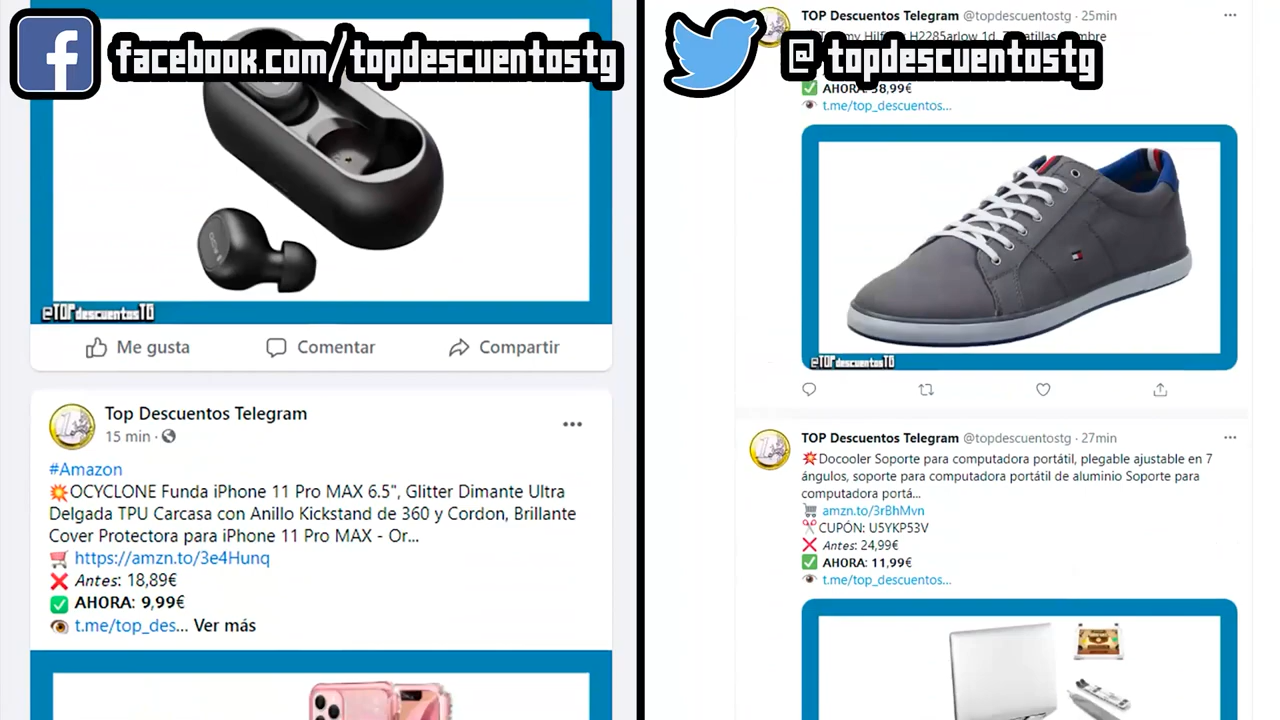 facebook.com/topdescuentostg
@TOPdescuentosTG
Me gusta
Comentar
Compartir
Top Descuentos Telegram
15 min
#Amazon
OCYCLONE Funda iPhone 11 Pro MAX 6.5", Glitter Dimante Ultra
Delgada TPU Carcasa con Anillo Kickstand de 360 y Cordon, Brillante
Cover Protectora para iPhone 11 Pro MAX - Or...
https://amzn.to/3e4Hunq
Antes: 18,89€
AHORA: 9,99€
t.me/top_des... Ver más
@topdescuentostg
TOP Descuentos Telegram @topdescuentostg · 25min
H2285arlow 1d,
AHORA: 38,99€
t.me/top_descuentos...
@TOPdescuentosTG
TOP Descuentos Telegram @topdescuentostg · 27min
Docooler Soporte para computadora portátil, plegable ajustable en 7
ángulos, soporte para computadora portátil de aluminio Soporte para
computadora portá...
amzn.to/3rBhMvn
CUPÓN: U5YKP53V
Antes: 24,99€
AHORA: 11,99€
t.me/top_descuentos...